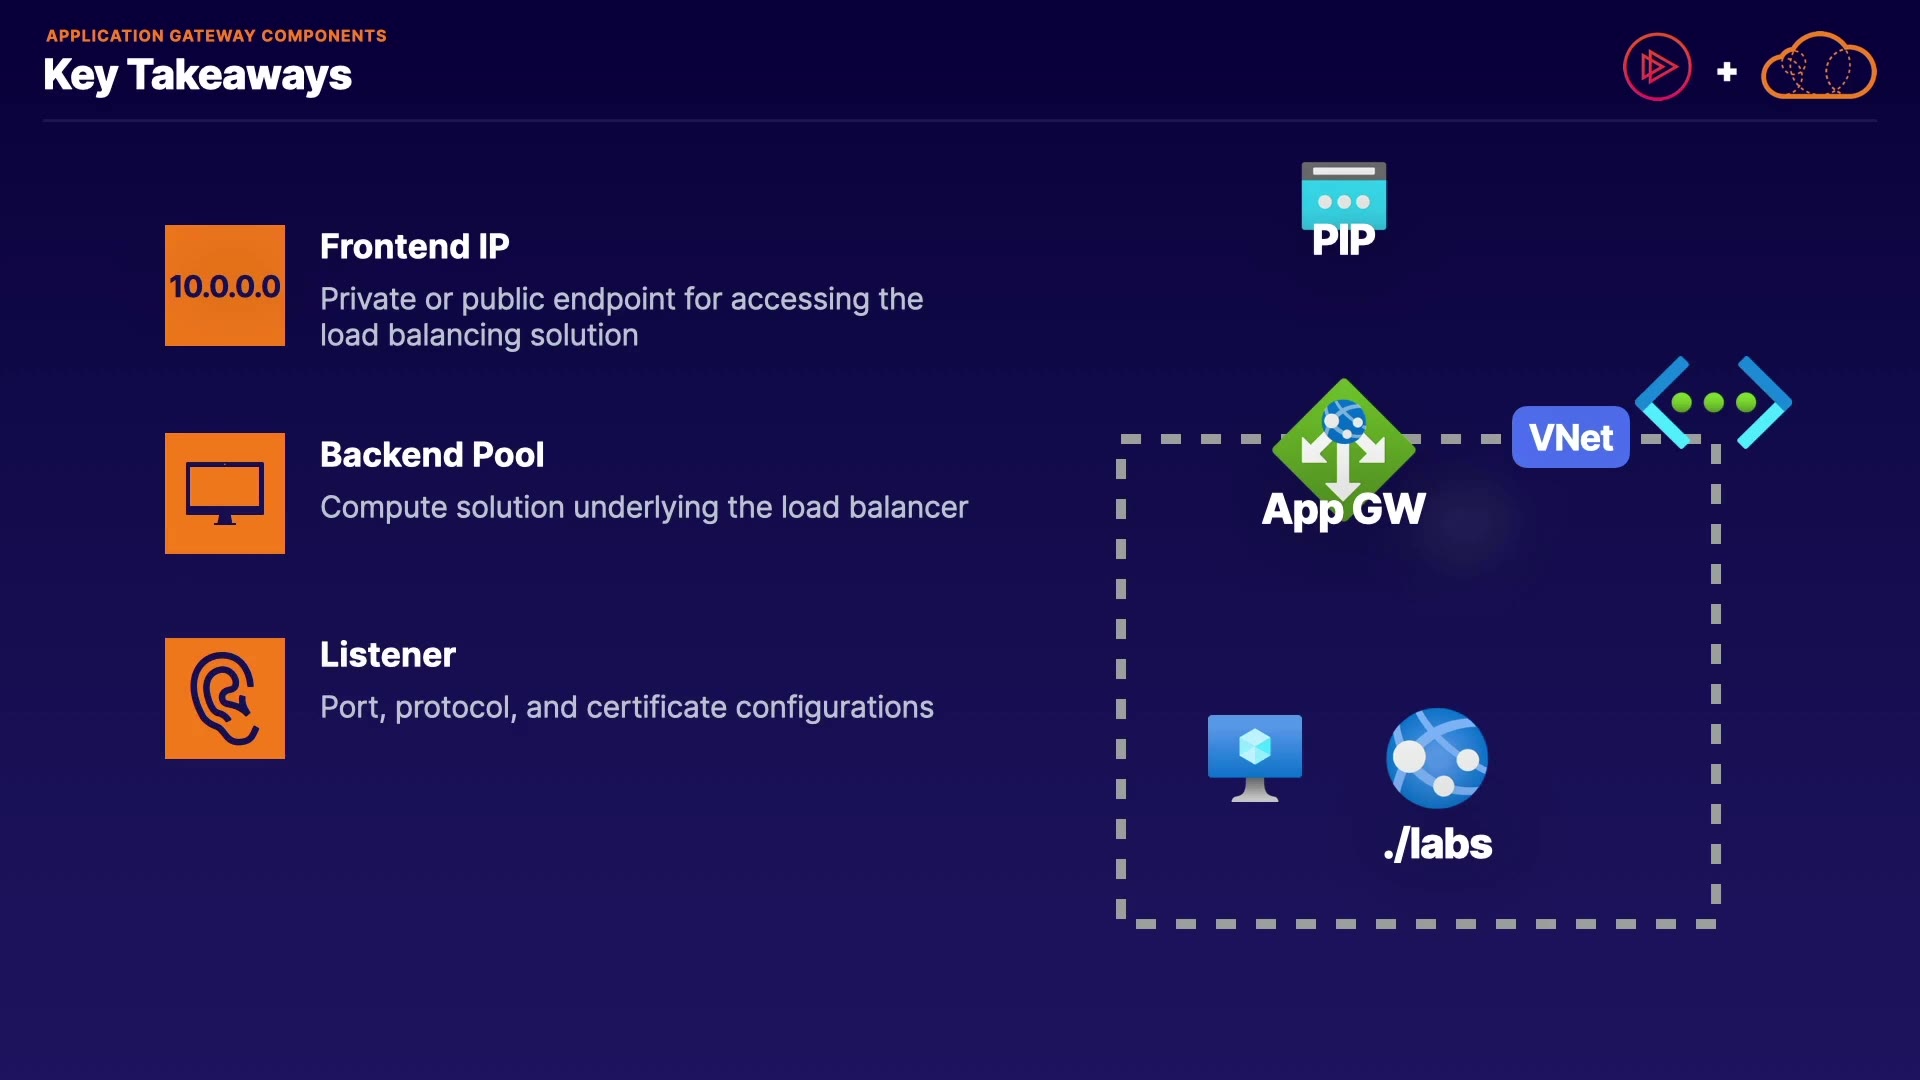 APPLICATION GATEWAY COMPONENTS
Key Takeaways
10.0.0.0
Frontend IP
Private or public endpoint for accessing the
load balancing solution
Backend Pool
Compute solution underlying the load balancer
Listener
Port, protocol, and certificate configurations
+
PIP
VNet
App GW
./labs